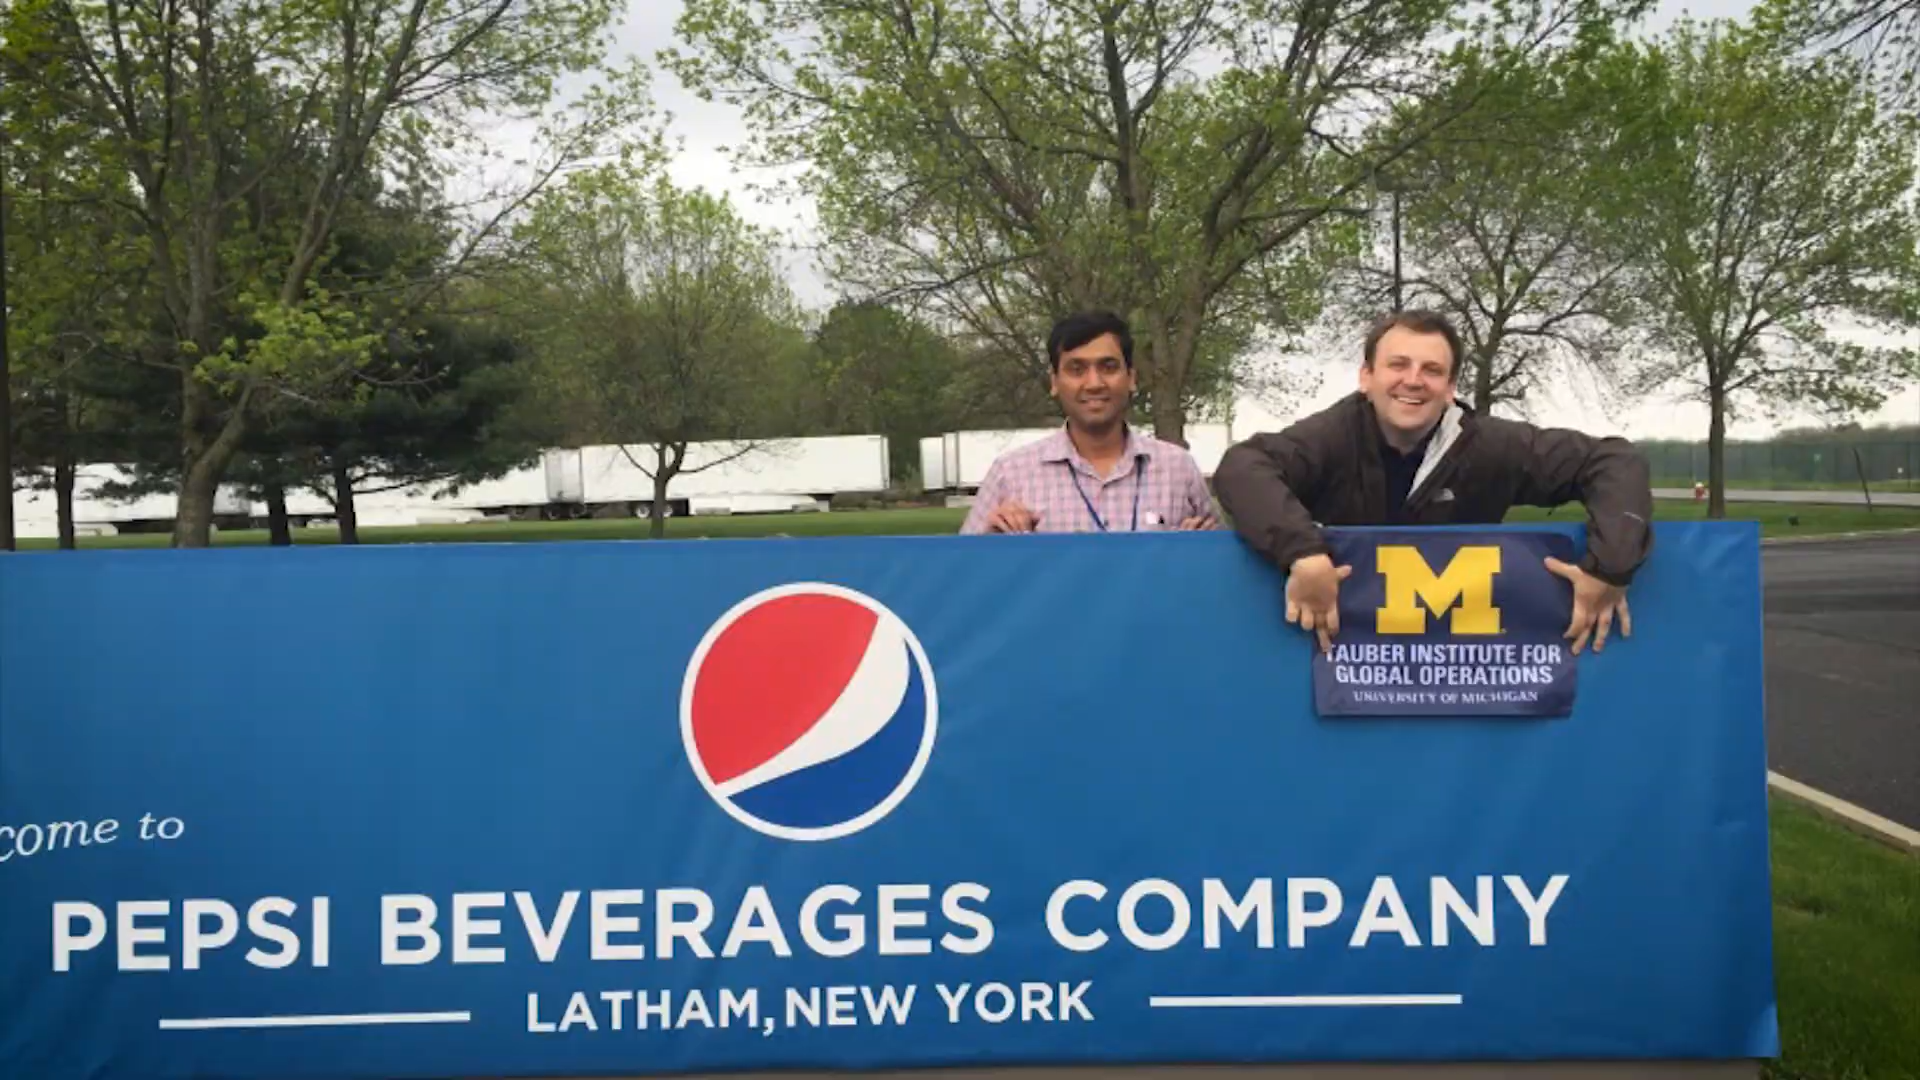 come to
PEPSI BEVERAGES COMPANY
LATHAM, NEW YORK
M
TAUBER INSTITUTE FOR
GLOBAL OPERATIONS
UNIVERSITY OF MICHIGAN